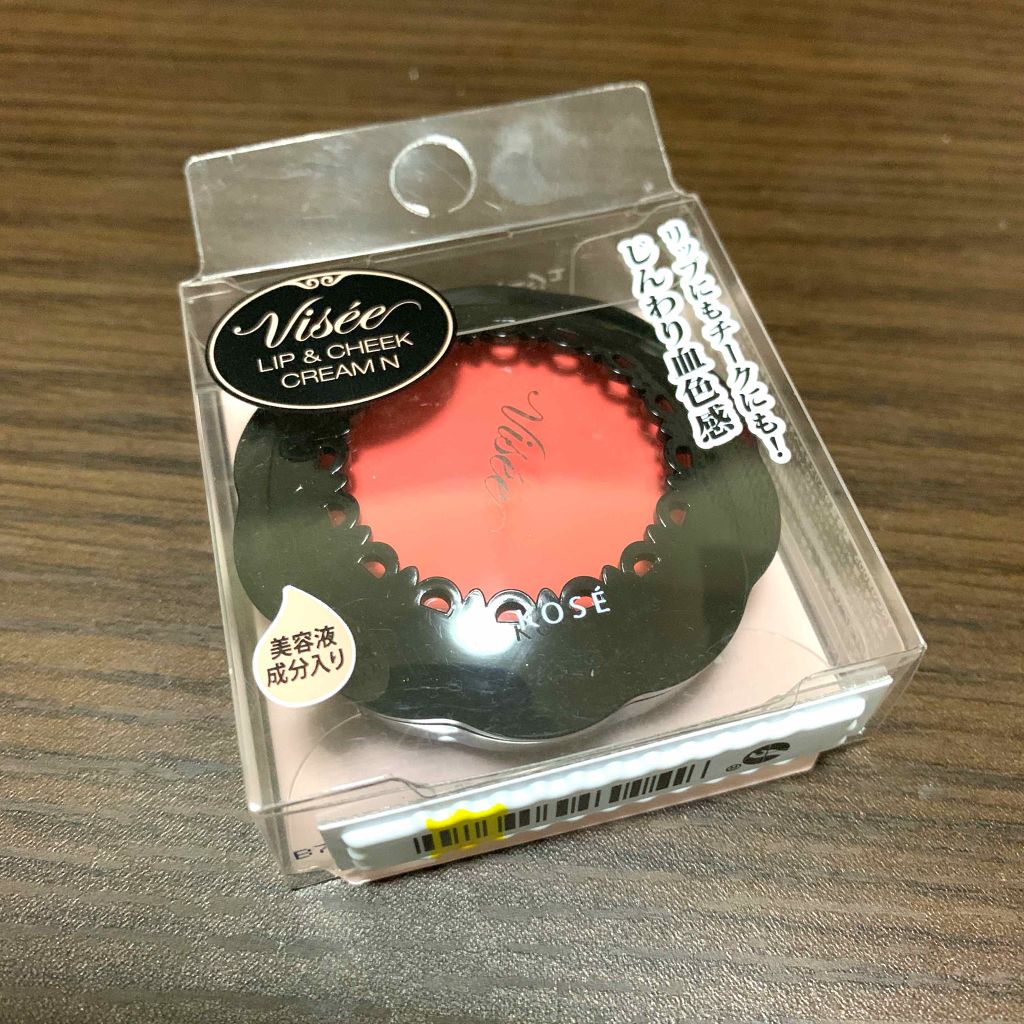 Visée
LIP & CHEEK
CREAM N
リップにもチークにも!
じんわり血色感
Visée
KOSÉ
美容液
成分入り